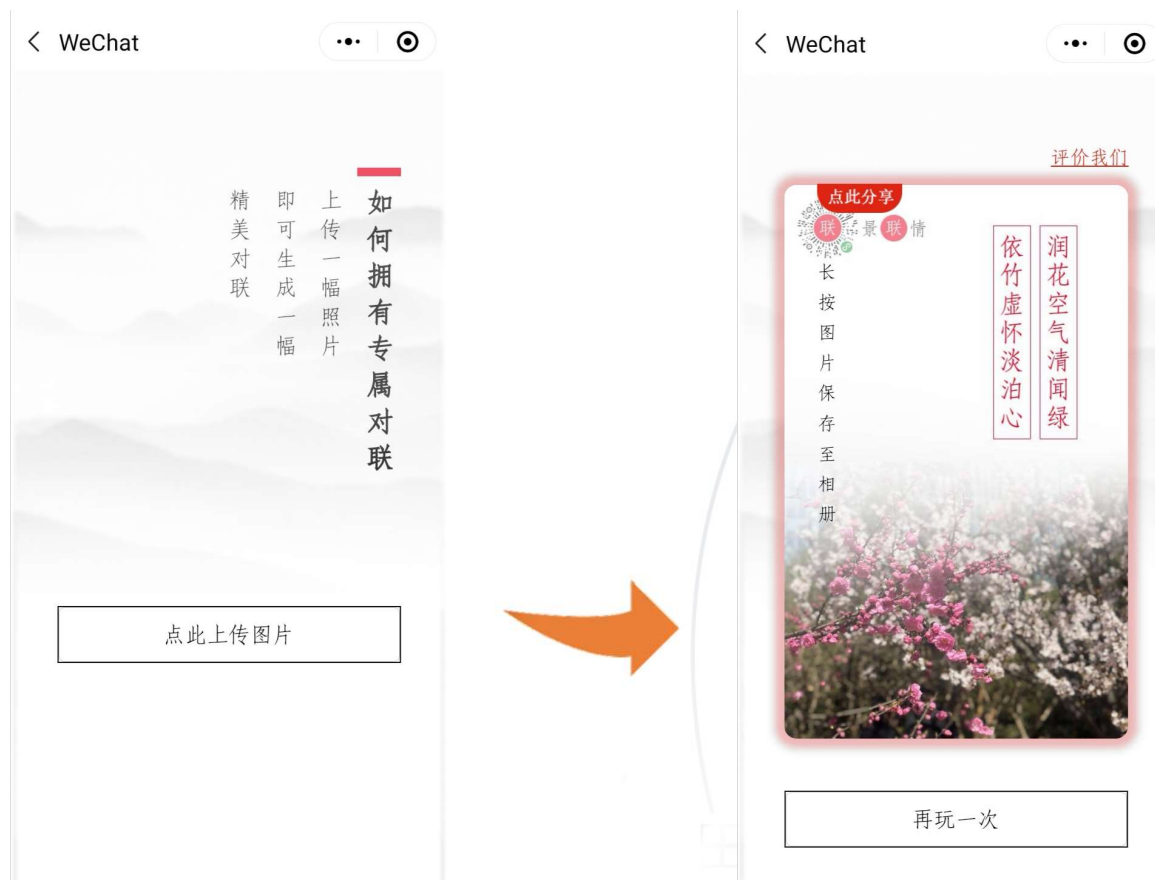 WeChat
如何拥有专属对联
上传一幅照片
即可生成一幅
精美对联
点此上传图片
WeChat
评价我们
点此分享
联
景联情
长按图片保存至相册
润花空气清闻绿
依竹虚怀淡泊心
再玩一次